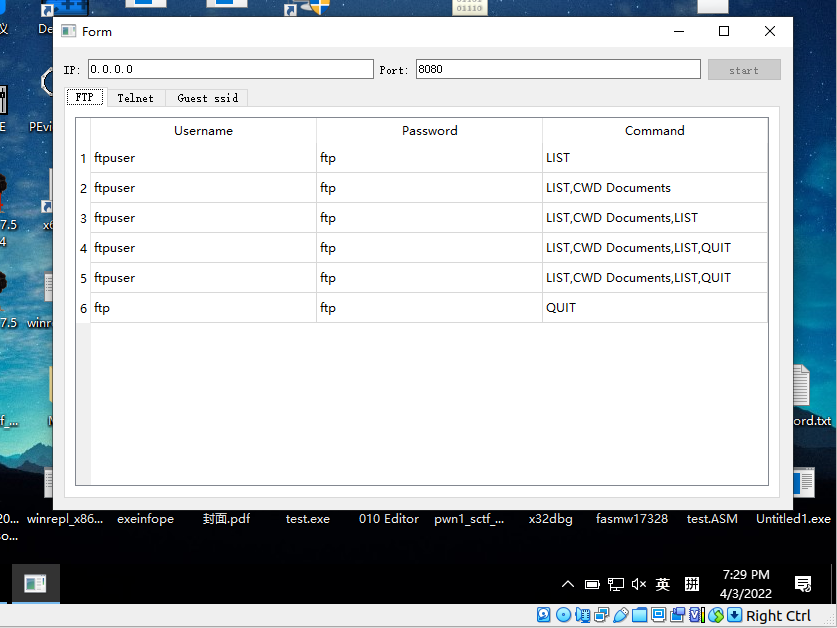 01101
01110
Form
IP: 0.0.0.0 Port: 8080 start
FTP Telnet Guest ssid
Username Password Command
1 ftpuser ftp LIST
2 ftpuser ftp LIST,CWD Documents
3 ftpuser ftp LIST,CWD Documents,LIST
4 ftpuser ftp LIST,CWD Documents,LIST,QUIT
5 ftpuser ftp LIST,CWD Documents,LIST,QUIT
6 ftp ftp QUIT
De
E
PEvi
7.5
4
7.5
winre
ord.txt
20... winrepl_x86... exeinfope 封面.pdf test.exe 010 Editor pwn1_sctf_... x32dbg fasmw17328 test.ASM Untitled1.exe
so...
英 拼 7:29 PM
4/3/2022
Right Ctrl